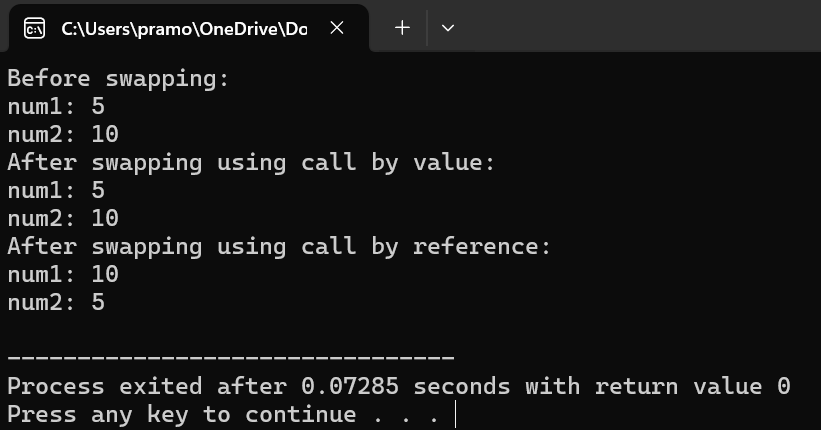 C:\Users\pramo\OneDrive\Do
Before swapping:
num1: 5
num2: 10
After swapping using call by value:
num1: 5
num2: 10
After swapping using call by reference:
num1: 10
num2: 5
--------------------------------
Process exited after 0.07285 seconds with return value 0
Press any key to continue . . .